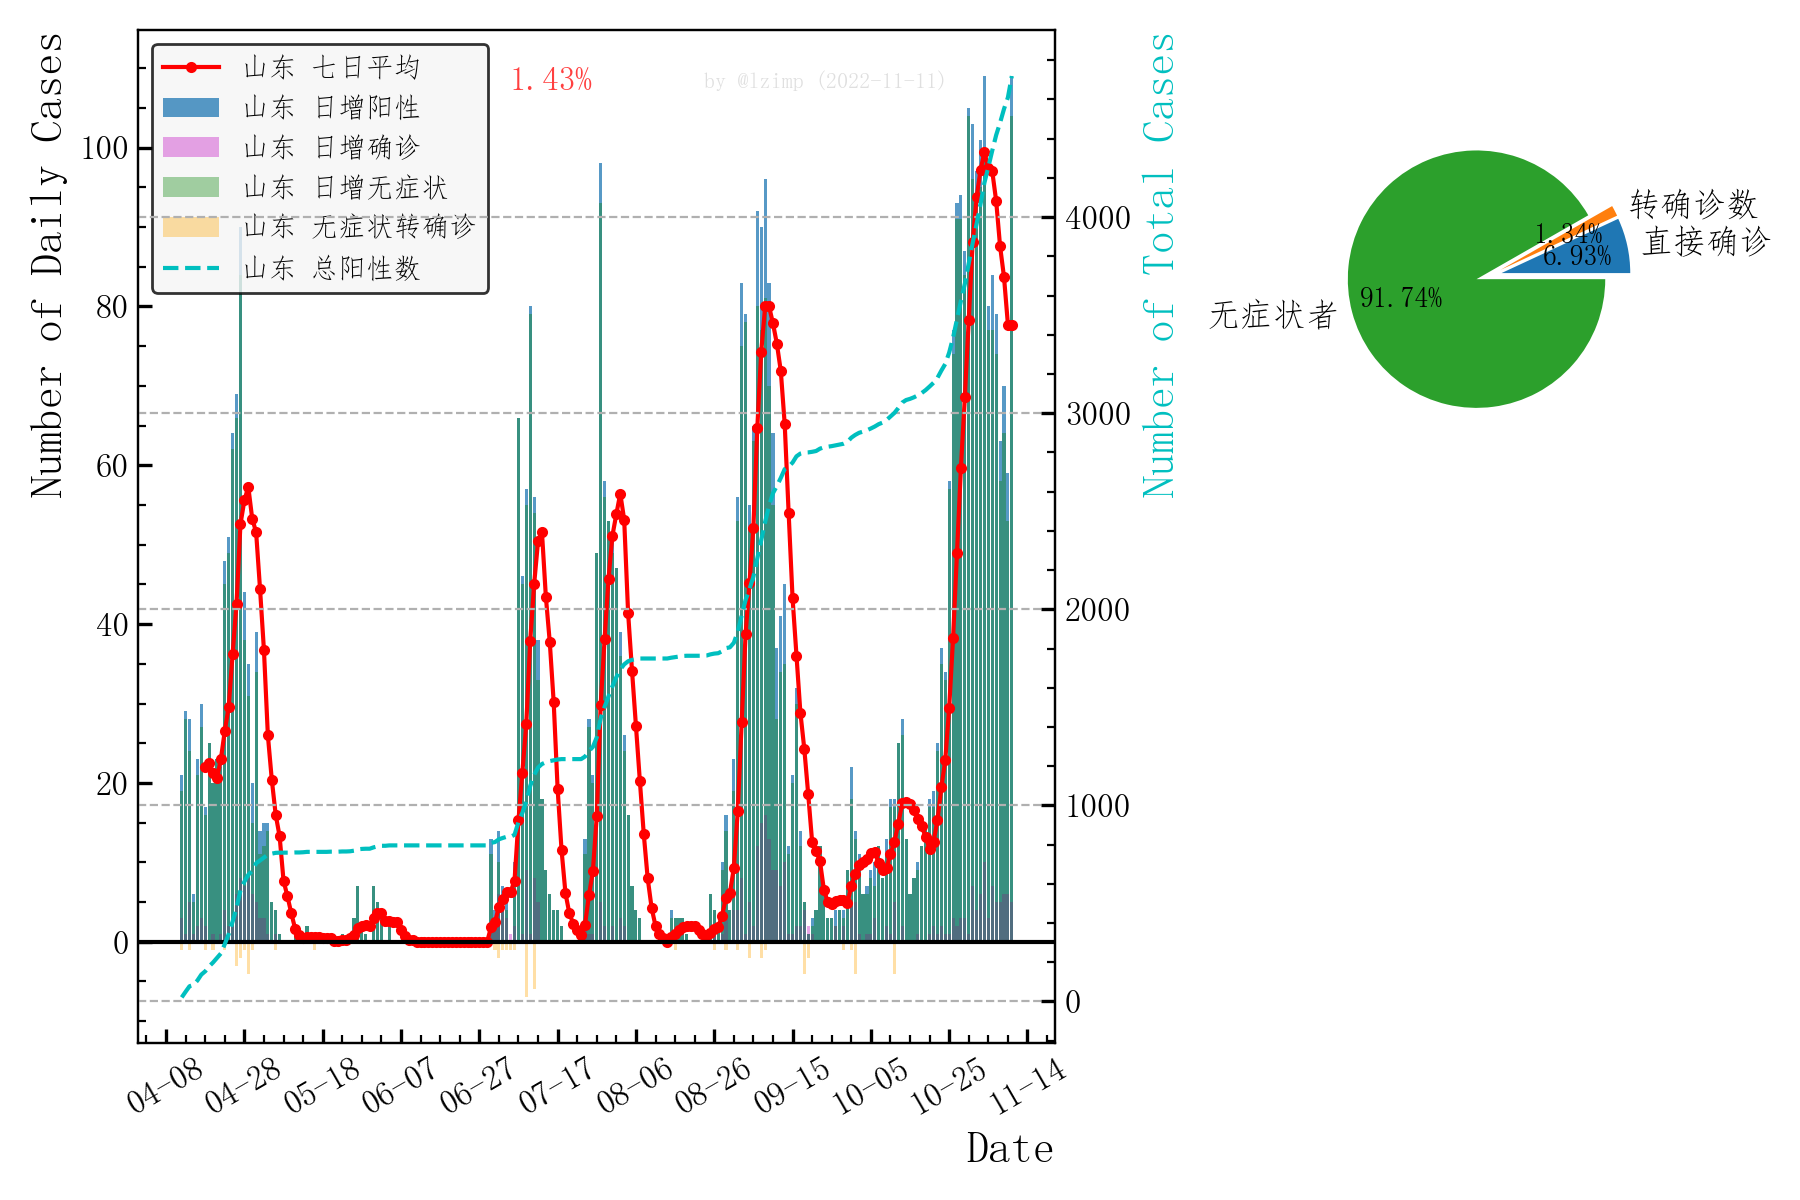 山东 七日平均
山东 日增阳性
山东 日增确诊
山东 日增无症状
山东 无症状转确诊
山东 总阳性数
1.43%
by @lzimp (2022-11-11)
Number of Daily Cases
100
80
60
40
20
0
4000
3000
2000
1000
0
Number of Total Cases
04-08
04-28
05-18
06-07
06-27
07-17
08-06
08-26
09-15
10-05
10-25
11-14
Date
转确诊数
1.34%
直接确诊
6.93%
91.74%
无症状者